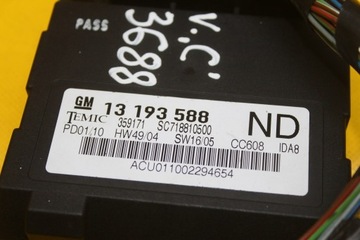 PASS
V.C'
3688
GM 13 193 588
TEMIC 359171 SC718810500 ND
PD01/10 HW49/04 SW16/05 CC608 IDA8
ACU011002294654